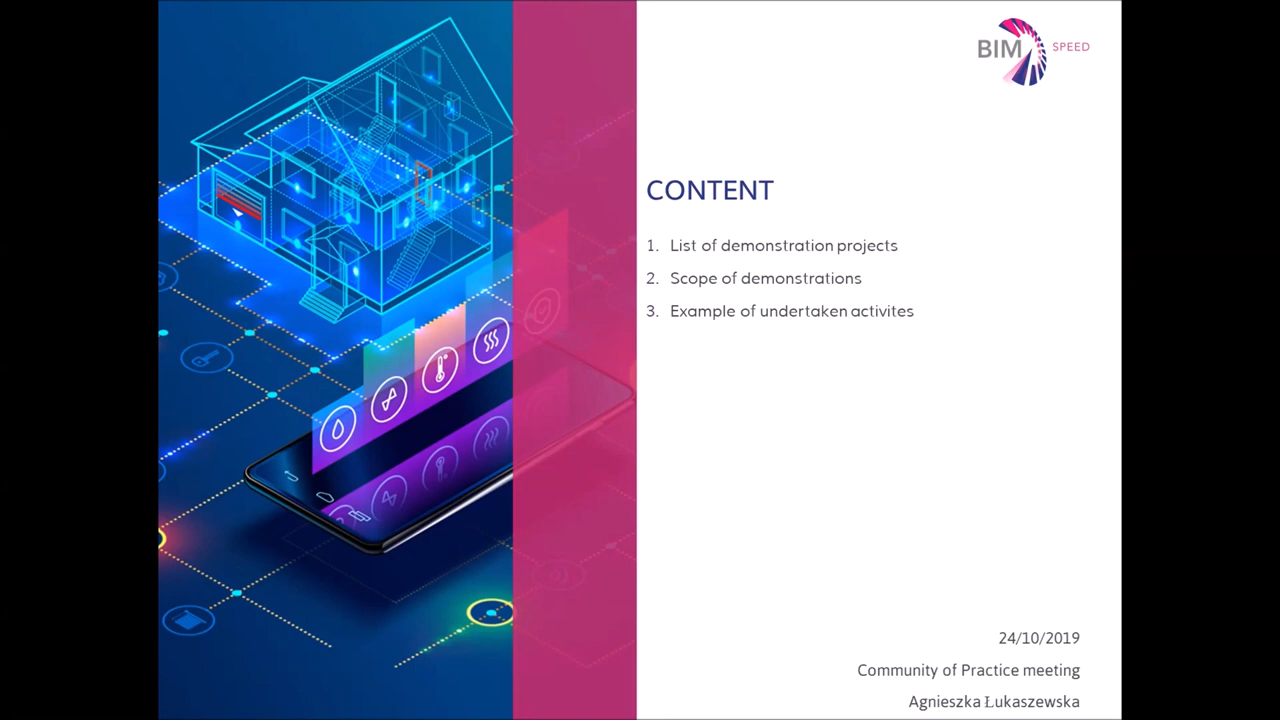 BIM SPEED
CONTENT
1. List of demonstration projects
2. Scope of demonstrations
3. Example of undertaken activites
24/10/2019
Community of Practice meeting
Agnieszka Łukaszewska